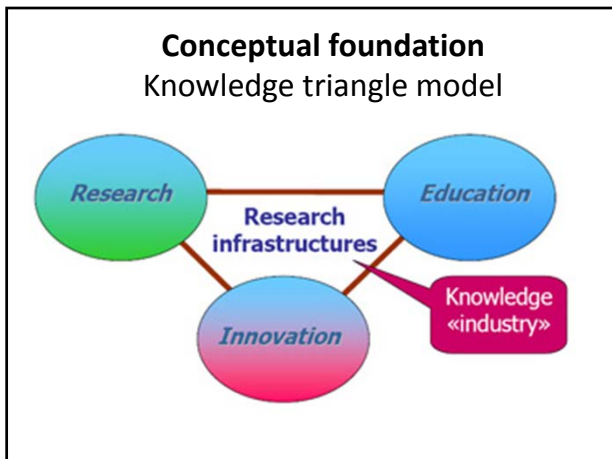 Conceptual foundation
Knowledge triangle model
Research
Education
Research
infrastructures
Knowledge
«industry»
Innovation